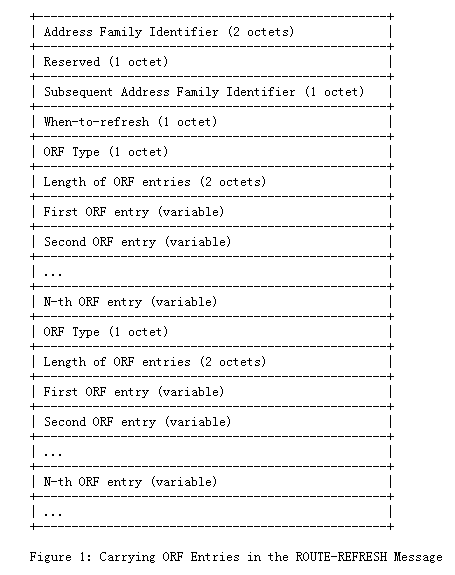 Address Family Identifier (2 octets)
Reserved (1 octet)
Subsequent Address Family Identifier (1 octet)
When-to-refresh (1 octet)
ORF Type (1 octet)
Length of ORF entries (2 octets)
First ORF entry (variable)
Second ORF entry (variable)
...
N-th ORF entry (variable)
ORF Type (1 octet)
Length of ORF entries (2 octets)
First ORF entry (variable)
Second ORF entry (variable)
...
N-th ORF entry (variable)
...
Figure 1: Carrying ORF Entries in the ROUTE-REFRESH Message